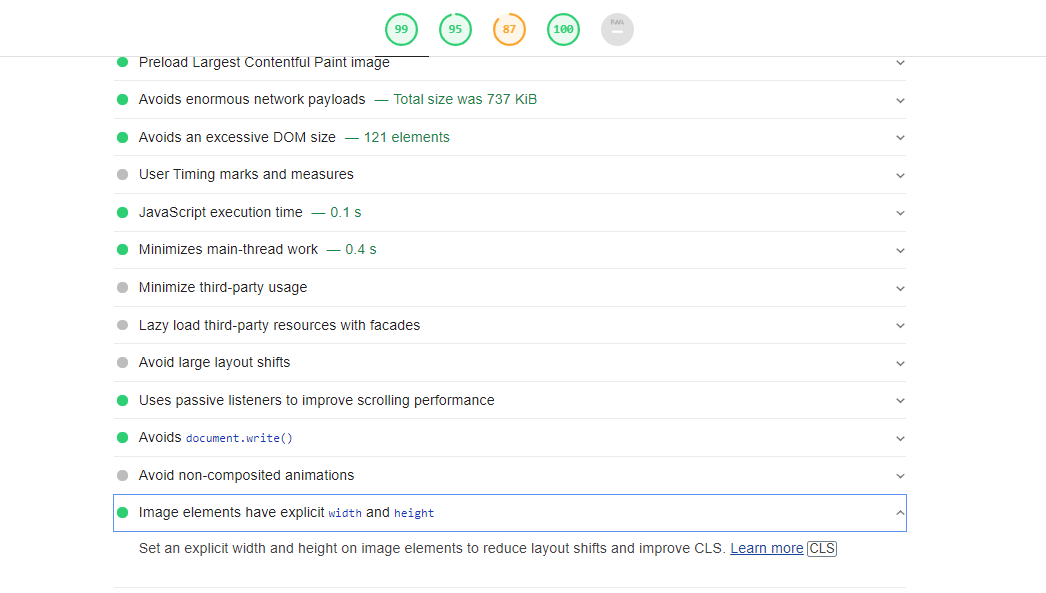 99 95 87 100 PWA
Preload Largest Contentful Paint image
Avoids enormous network payloads — Total size was 737 KiB
Avoids an excessive DOM size — 121 elements
User Timing marks and measures
JavaScript execution time — 0.1 s
Minimizes main-thread work — 0.4 s
Minimize third-party usage
Lazy load third-party resources with facades
Avoid large layout shifts
Uses passive listeners to improve scrolling performance
Avoids document.write()
Avoid non-composited animations
Image elements have explicit width and height
Set an explicit width and height on image elements to reduce layout shifts and improve CLS. Learn more CLS